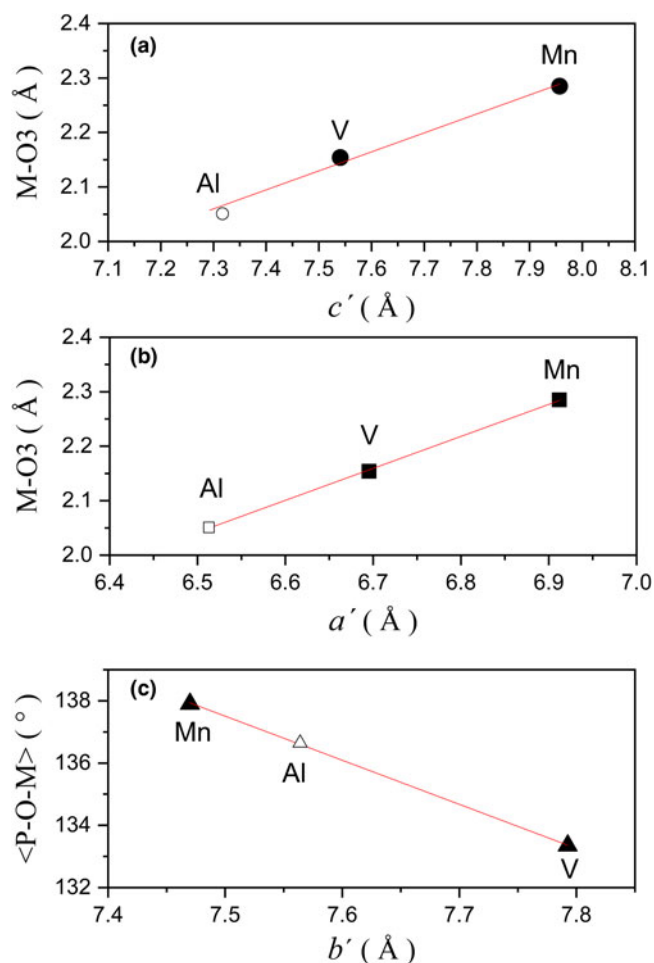 (a)
Mn
V
Al
M-O3 (Å)
2.4
2.3
2.2
2.1
2.0
7.1 7.2 7.3 7.4 7.5 7.6 7.7 7.8 7.9 8.0 8.1
c´ (Å)
(b)
Mn
V
Al
M-O3 (Å)
2.4
2.3
2.2
2.1
2.0
6.4 6.5 6.6 6.7 6.8 6.9 7.0
a´ (Å)
(c)
Mn
Al
V
<P-O-M> (°)
138
136
134
132
7.4 7.5 7.6 7.7 7.8
b´ (Å)